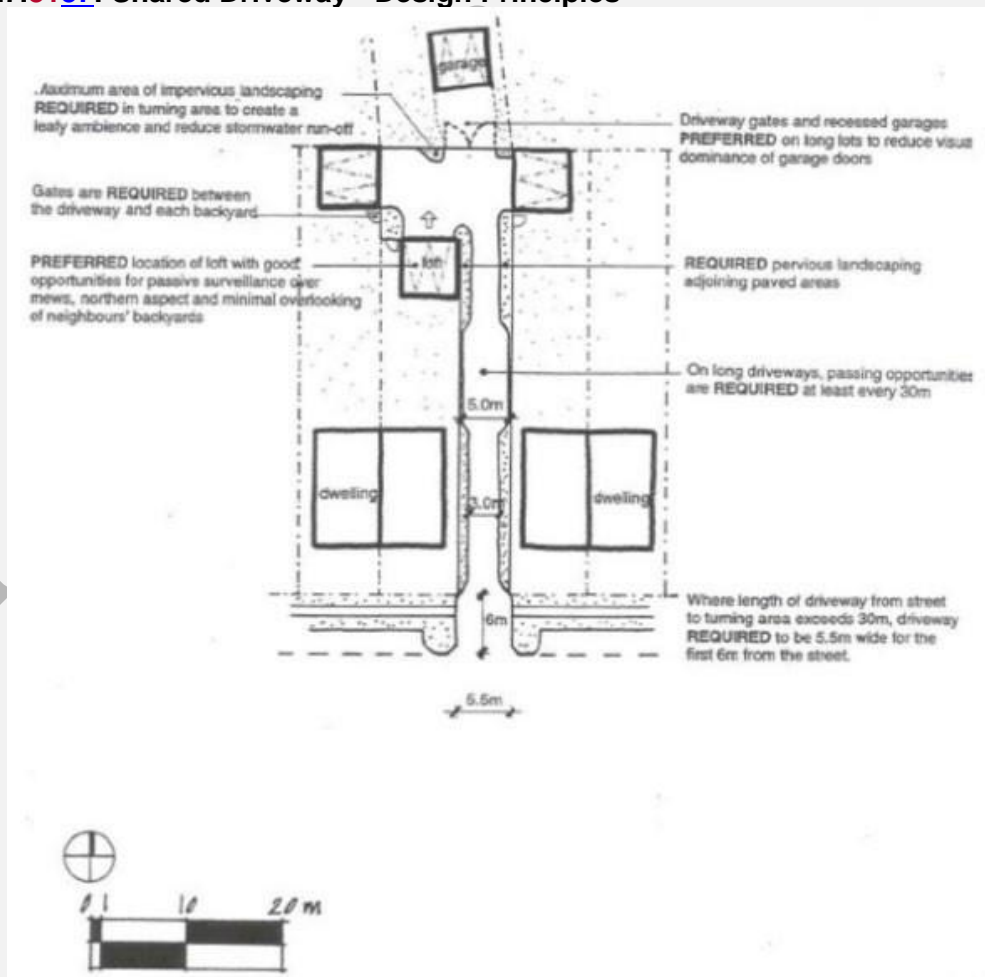 Shared Driveway - Design Principles
garage
.Maximum area of impervious landscaping
REQUIRED in turning area to create a
leafy ambience and reduce stormwater run-off
Driveway gates and recessed garages
PREFERRED on long lots to reduce visua
dominance of garage doors
Gates are REQUIRED between
the driveway and each backyard
PREFERRED location of loft with good
opportunities for passive surveillance over
mews, northern aspect and minimal overlooking
of neighbours' backyards
loft
REQUIRED pervious landscaping
adjoining paved areas
On long driveways, passing opportunities
are REQUIRED at least every 30m
5.0m
dwelling
3.0m
dwelling
Where length of driveway from street
to turning area exceeds 30m, driveway
REQUIRED to be 5.5m wide for the
first 6m from the street.
6m
5.5m
0 1 10 20 m